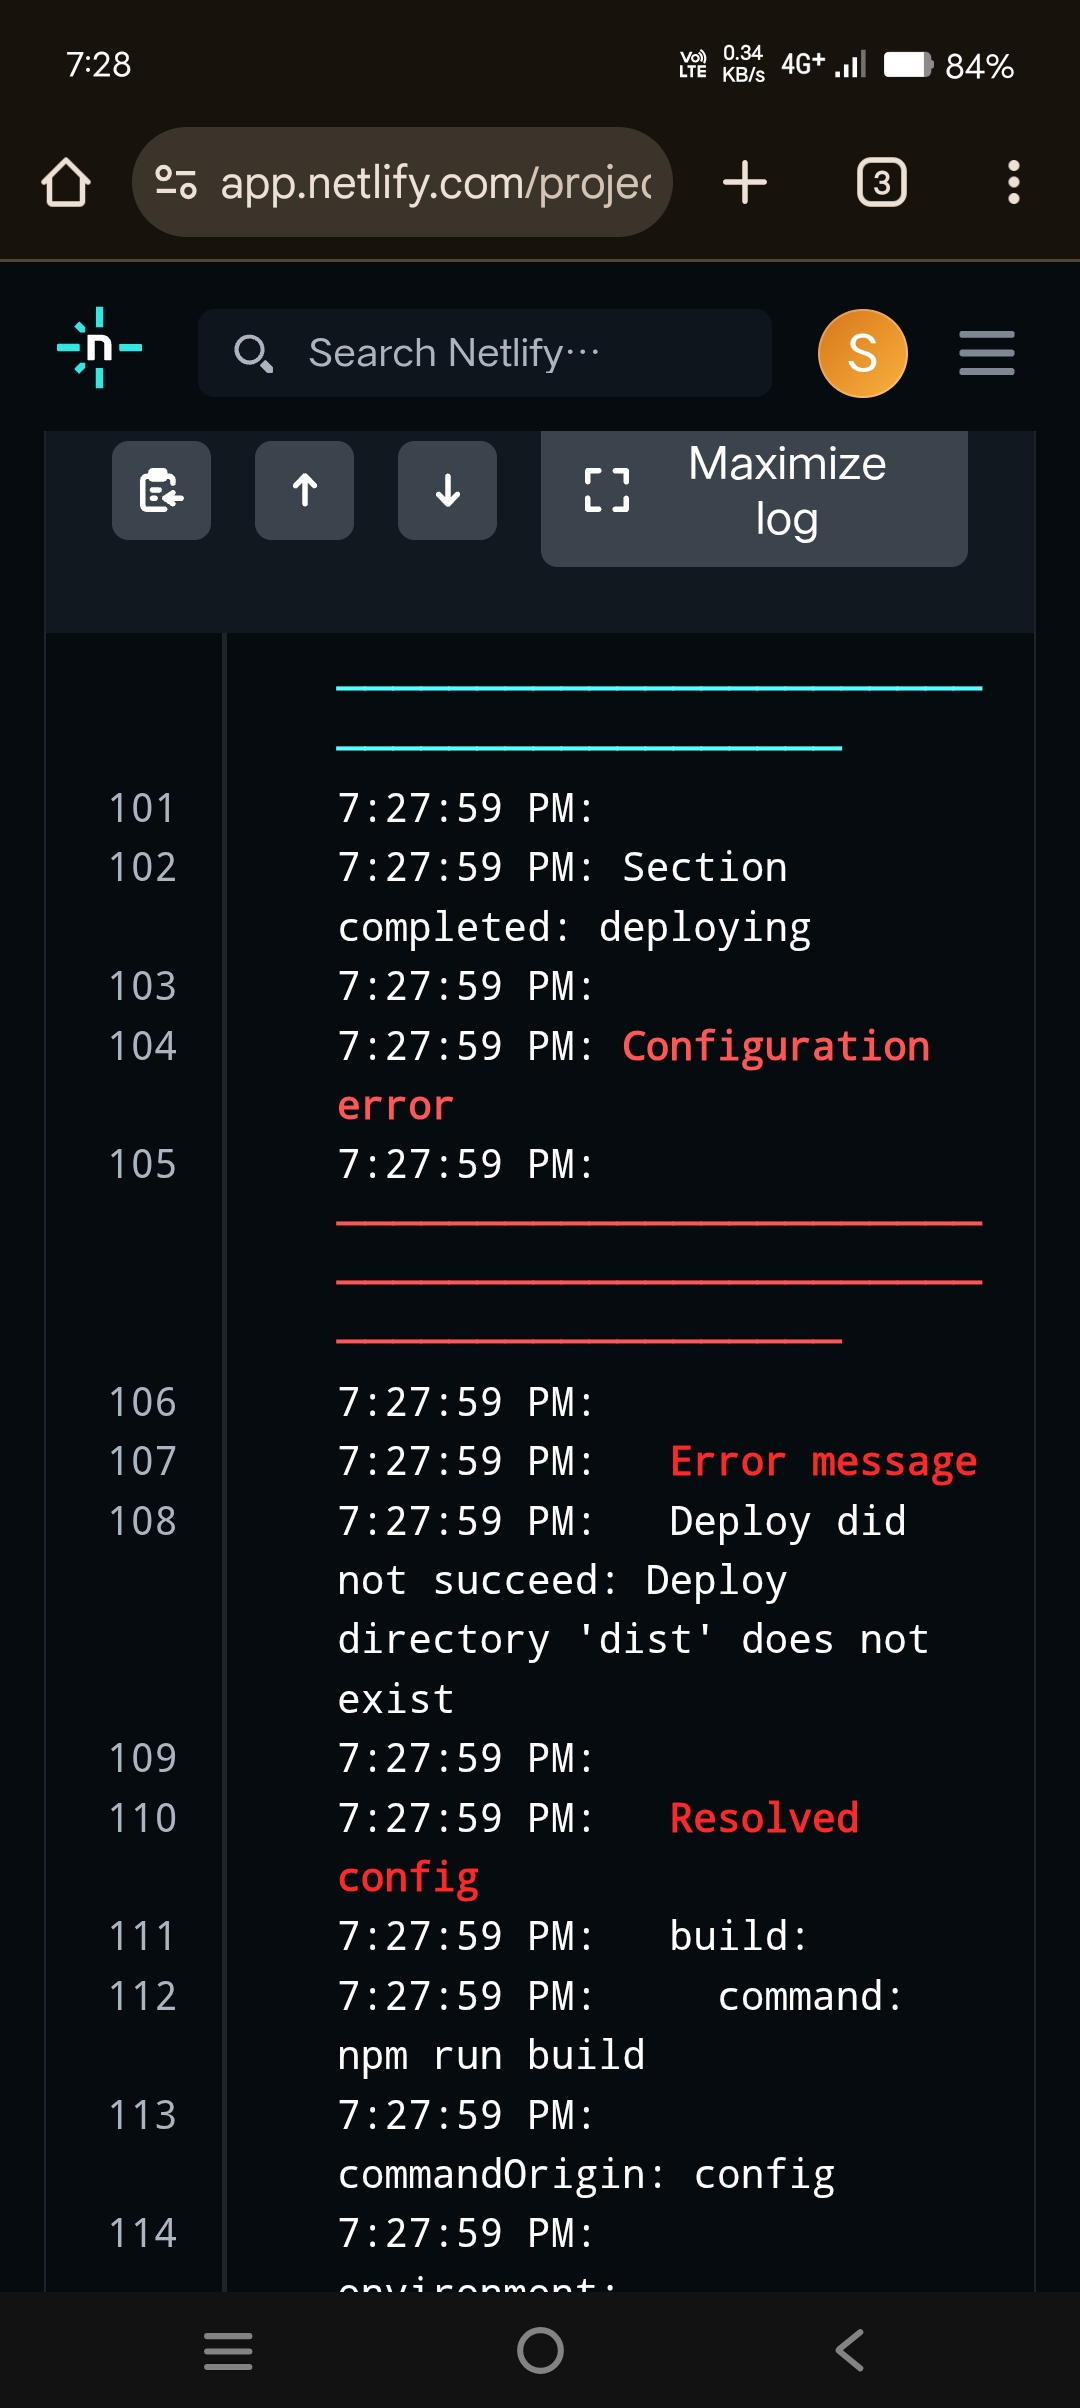 7:28
Vo)) LTE 0.34 KB/s 4G+ 84%
app.netlify.com/projec
3
n
Search Netlify···
S
Maximize
log
101 7:27:59 PM:
102 7:27:59 PM: Section
completed: deploying
103 7:27:59 PM:
104 7:27:59 PM: Configuration
error
105 7:27:59 PM:
106 7:27:59 PM:
107 7:27:59 PM: Error message
108 7:27:59 PM: Deploy did
not succeed: Deploy
directory 'dist' does not
exist
109 7:27:59 PM:
110 7:27:59 PM: Resolved
config
111 7:27:59 PM: build:
112 7:27:59 PM: command:
npm run build
113 7:27:59 PM:
commandOrigin: config
114 7:27:59 PM:
environment: